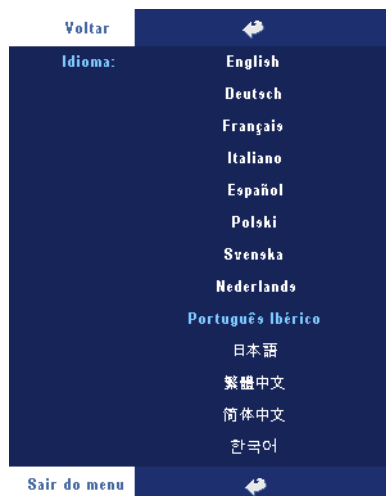 Voltar
Idioma: English
Deutsch
Français
Italiano
Español
Polski
Svenska
Nederlands
Português Ibérico
日本語
繁體中文
简体中文
한국어
Sair do menu